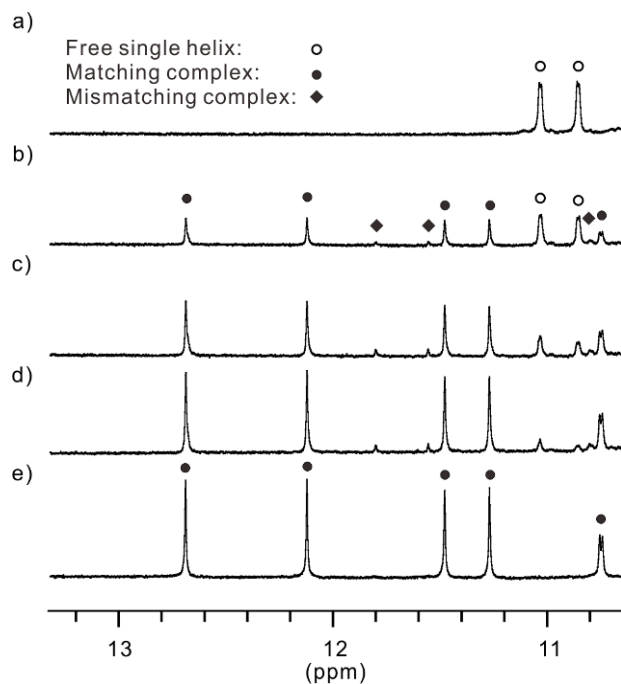 a)
Free single helix: ○
Matching complex: ●
Mismatching complex: ◆
b)
c)
d)
e)
13 12 11
(ppm)